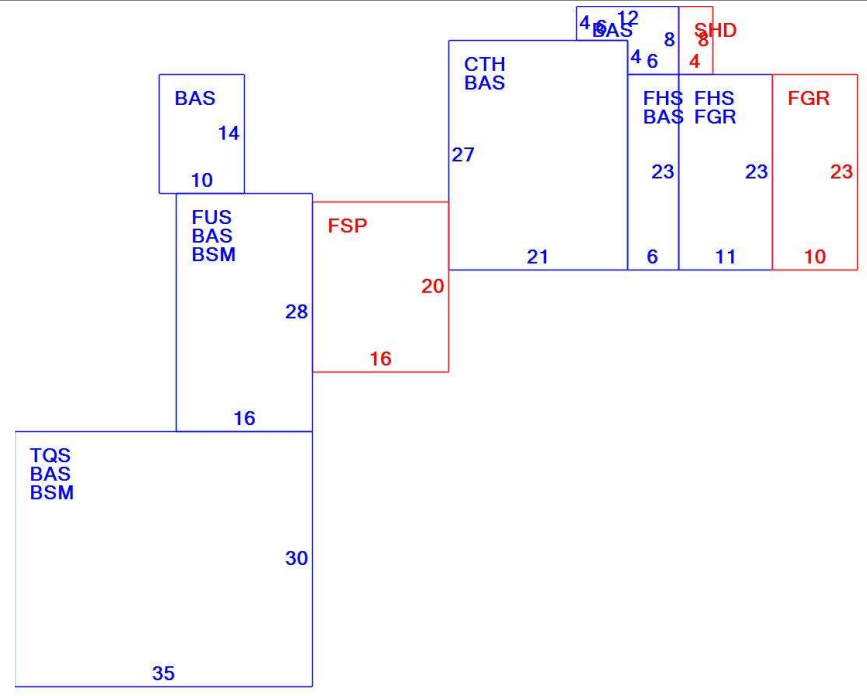 12
4 6
BAS
SHD
8
8
4 6
4
CTH
BAS
FHS
BAS
FHS
FGR
FGR
BAS
14
27
23
23
23
10
FUS
BAS
BSM
FSP
21
6
11
10
20
28
16
16
TQS
BAS
BSM
30
35